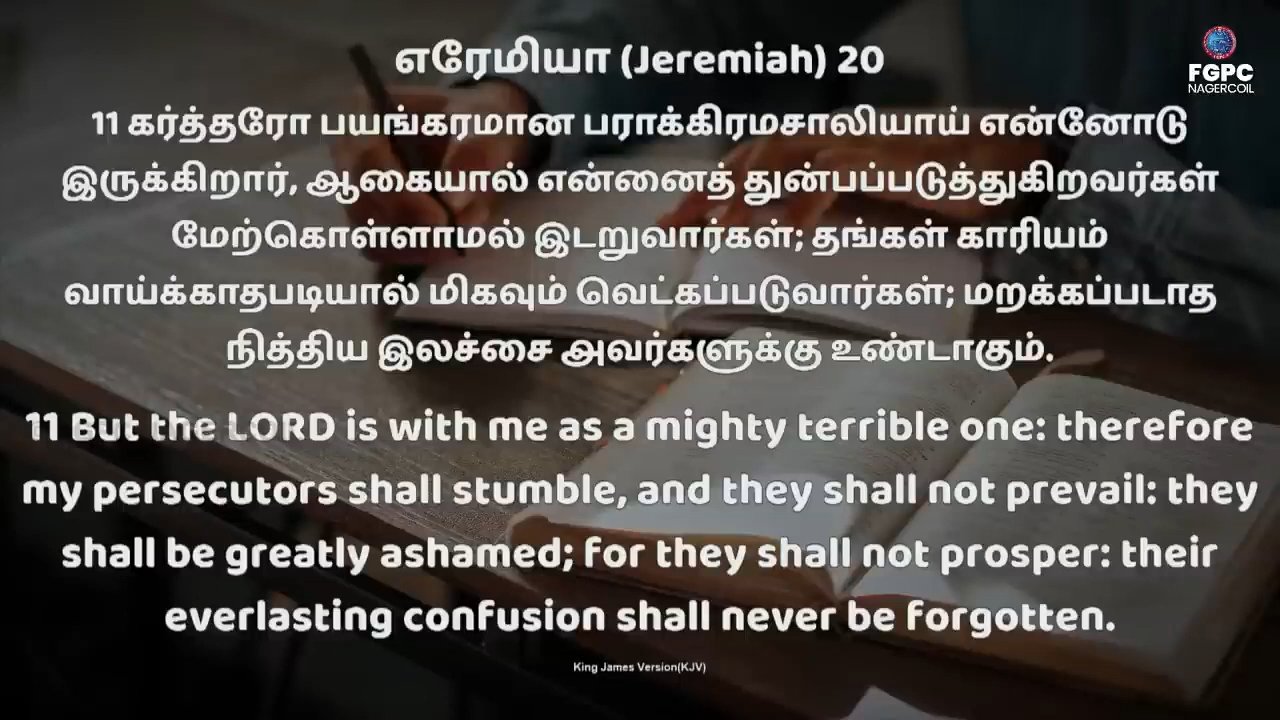 எரேமியா (Jeremiah) 20
FGPC
NAGERCOIL
11 கர்த்தரோ பயங்கரமான பராக்கிரமசாலியாய் என்னோடு
இருக்கிறார், ஆகையால் என்னைத் துன்பப்படுத்துகிறவர்கள்
மேற்கொள்ளாமல் இடறுவார்கள்; தங்கள் காரியம்
வாய்க்காதபடியால் மிகவும் வெட்கப்படுவார்கள்; மறக்கப்படாத
நித்திய இலச்சை அவர்களுக்கு உண்டாகும்.
11 But the LORD is with me as a mighty terrible one: therefore
my persecutors shall stumble, and they shall not prevail: they
shall be greatly ashamed; for they shall not prosper: their
everlasting confusion shall never be forgotten.
King James Version(KJV)